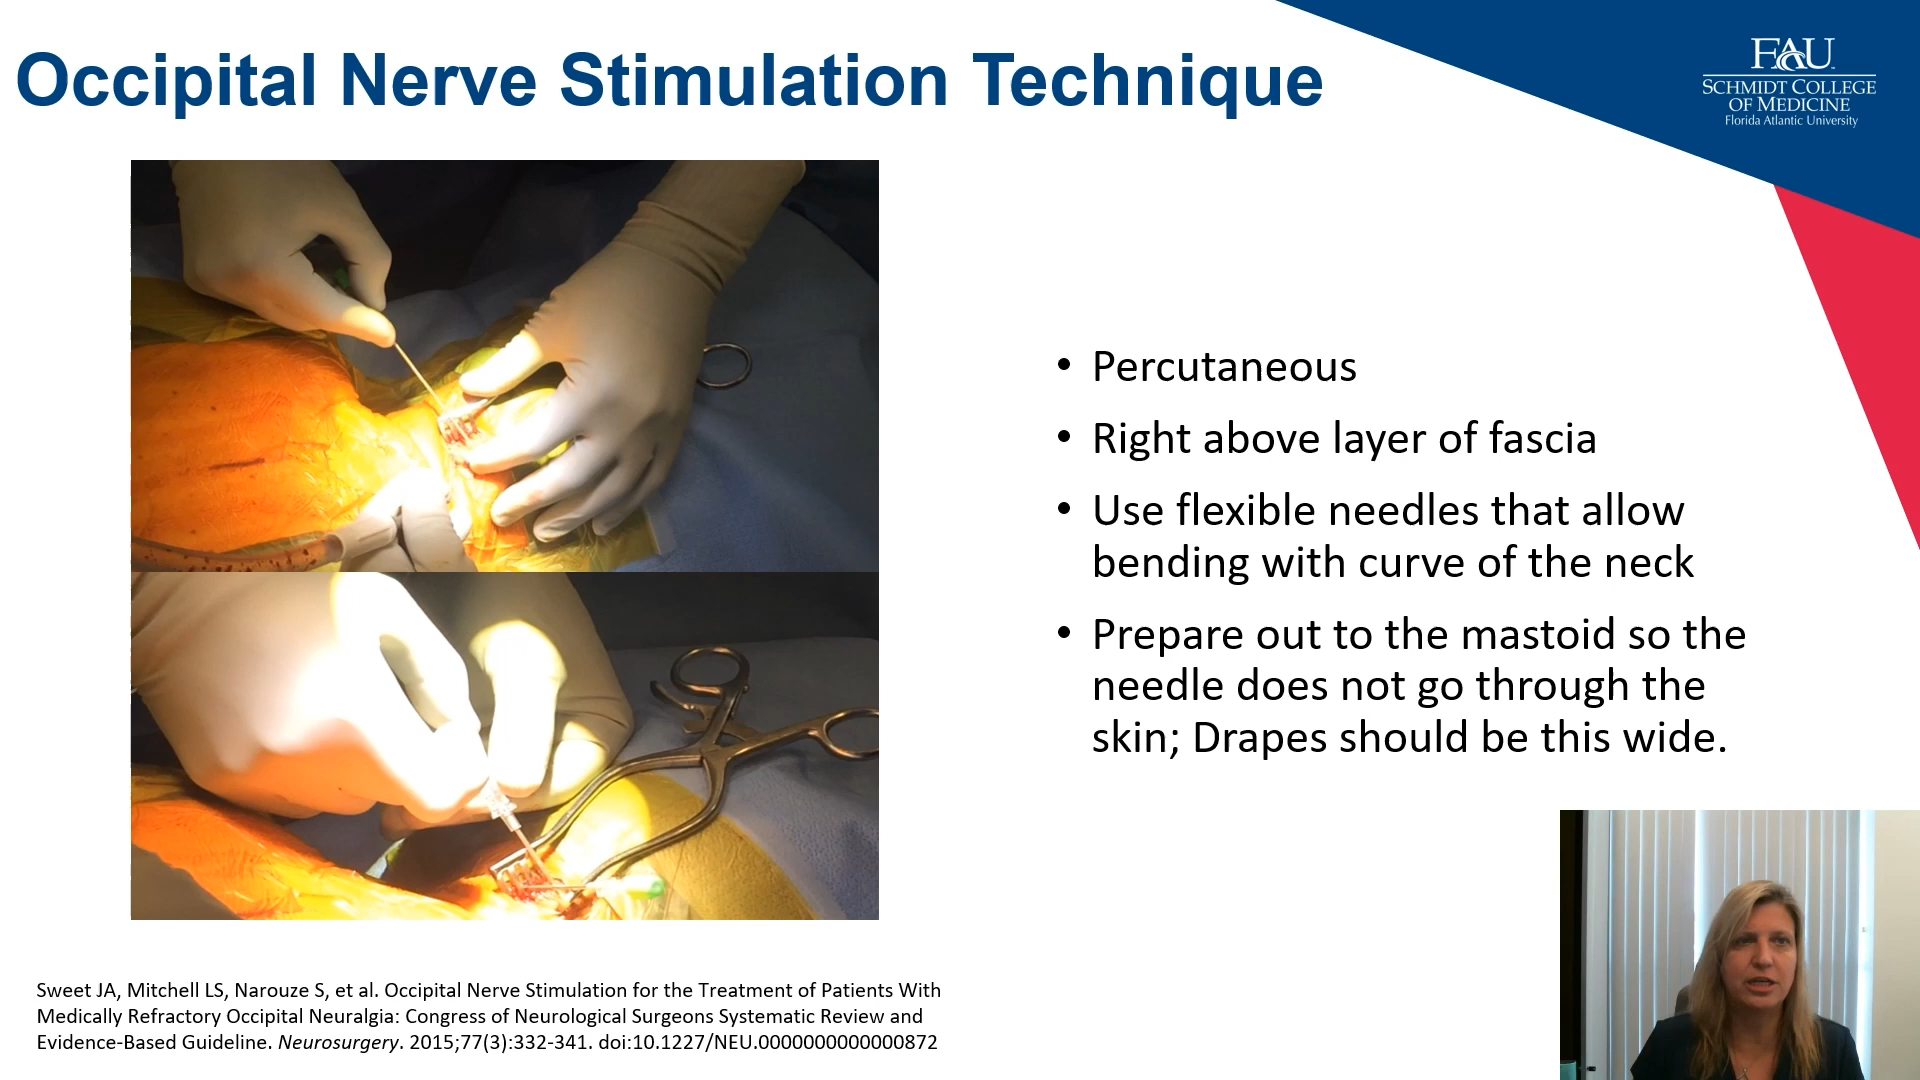 Occipital Nerve Stimulation Technique
FAU
SCHMIDT COLLEGE
OF MEDICINE
Florida Atlantic University
• Percutaneous
• Right above layer of fascia
• Use flexible needles that allow
bending with curve of the neck
• Prepare out to the mastoid so the
needle does not go through the
skin; Drapes should be this wide.
Sweet JA, Mitchell LS, Narouze S, et al. Occipital Nerve Stimulation for the Treatment of Patients With
Medically Refractory Occipital Neuralgia: Congress of Neurological Surgeons Systematic Review and
Evidence-Based Guideline. Neurosurgery. 2015;77(3):332-341. doi:10.1227/NEU.0000000000000872